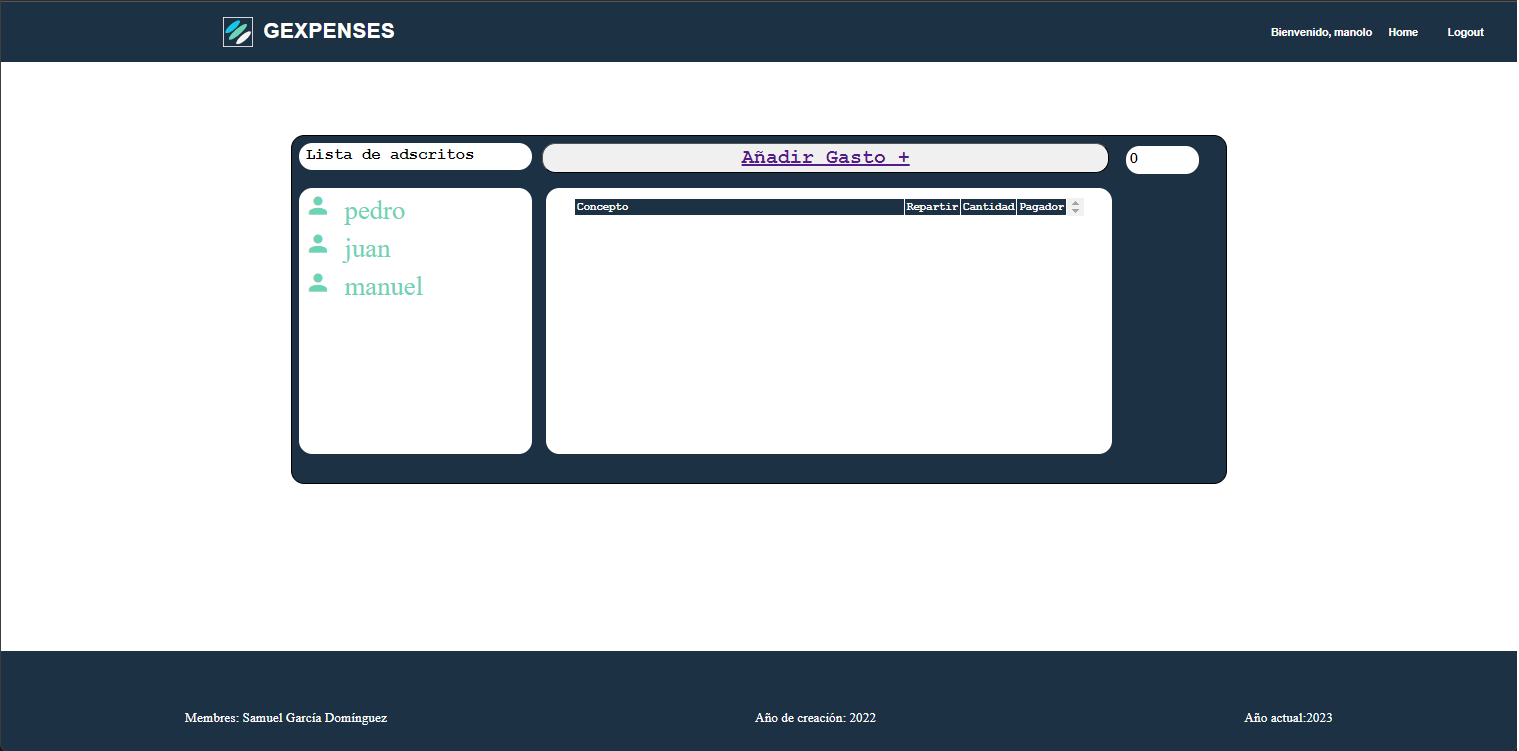 GEXPENSES
Bienvenido, manolo Home Logout
Lista de adscritos
Añadir Gasto +
0
pedro
juan
manuel
Concepto Repartir Cantidad Pagador
Membres: Samuel García Domínguez
Año de creación: 2022
Año actual:2023